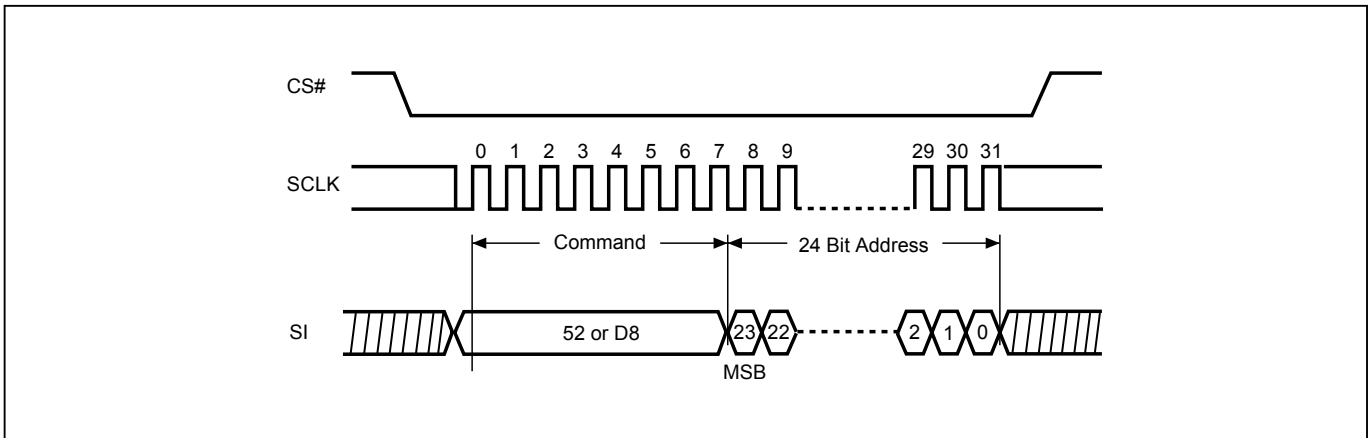 CS#
0 1 2 3 4 5 6 7 8 9 29 30 31
SCLK
Command 24 Bit Address
SI 52 or D8 23 22 2 1 0
MSB